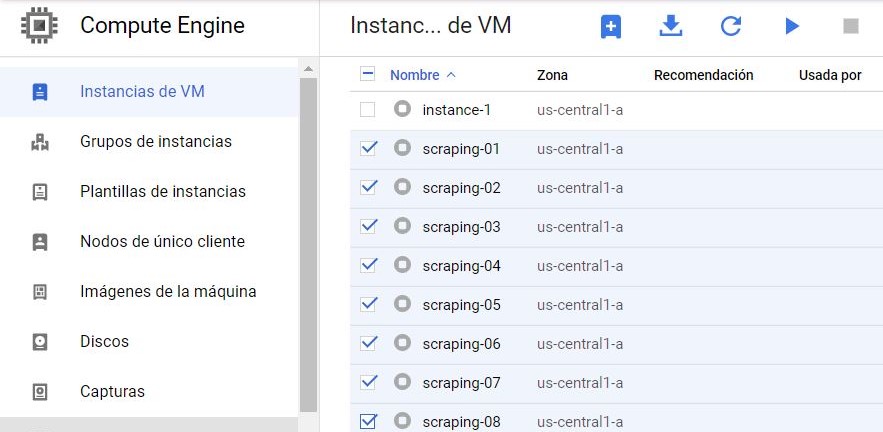 Compute Engine
Instanc... de VM
Instancias de VM
Grupos de instancias
Plantillas de instancias
Nodos de único cliente
Imágenes de la máquina
Discos
Capturas
Nombre Zona Recomendación Usada por
instance-1 us-central1-a
scraping-01 us-central1-a
scraping-02 us-central1-a
scraping-03 us-central1-a
scraping-04 us-central1-a
scraping-05 us-central1-a
scraping-06 us-central1-a
scraping-07 us-central1-a
scraping-08 us-central1-a